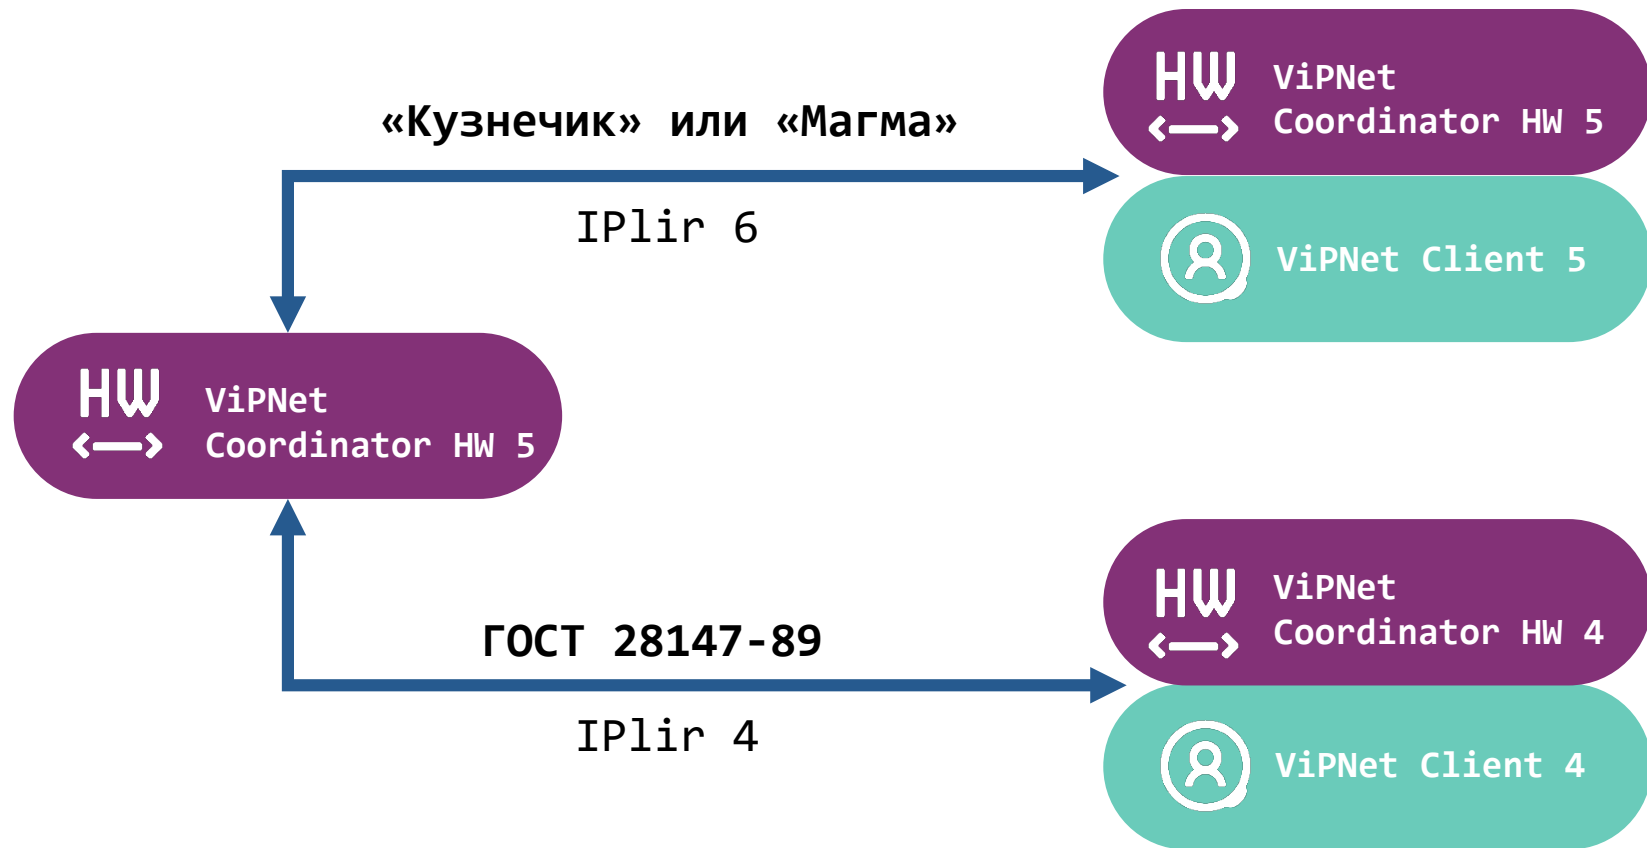 «Кузнечик» или «Магма»
IPlir 6
HW
ViPNet
Coordinator HW 5
ViPNet Client 5
HW
ViPNet
Coordinator HW 5
ГОСТ 28147-89
IPlir 4
HW
ViPNet
Coordinator HW 4
ViPNet Client 4